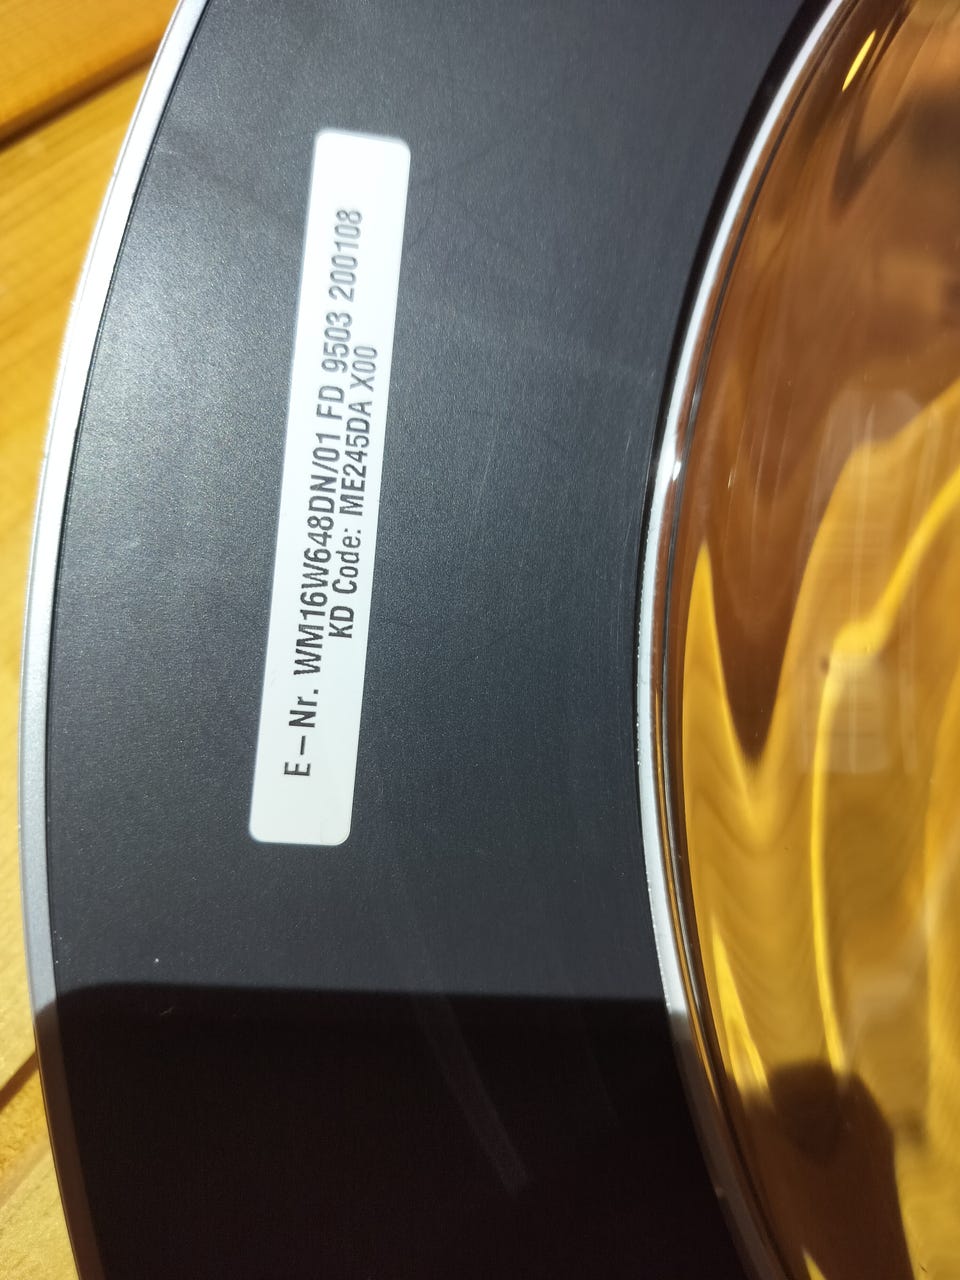 E-Nr. WM16W648DN/01 FD 9503 200108
KD Code: ME245DA X00